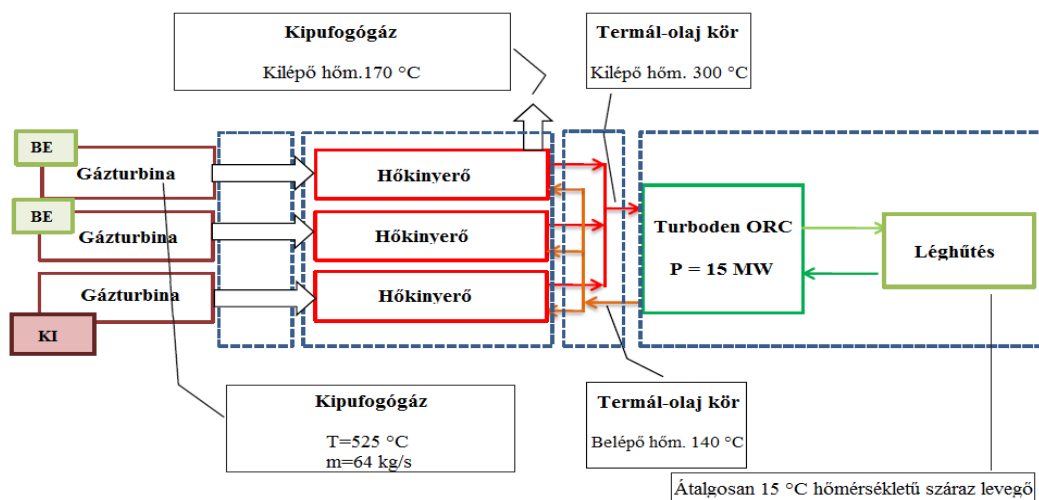 Kipufogógáz
Kilépő hőm.170 °C
Termál-olaj kör
Kilépő hőm. 300 °C
BE
Gázturbina
Hőkinyerő
BE
Gázturbina
Hőkinyerő
Gázturbina
Hőkinyerő
KI
Turboden ORC
P = 15 MW
Léghűtés
Kipufogógáz
T=525 °C
m=64 kg/s
Termál-olaj kör
Belépő hőm. 140 °C
Átalgosan 15 °C hőmérsékletű száraz levegő